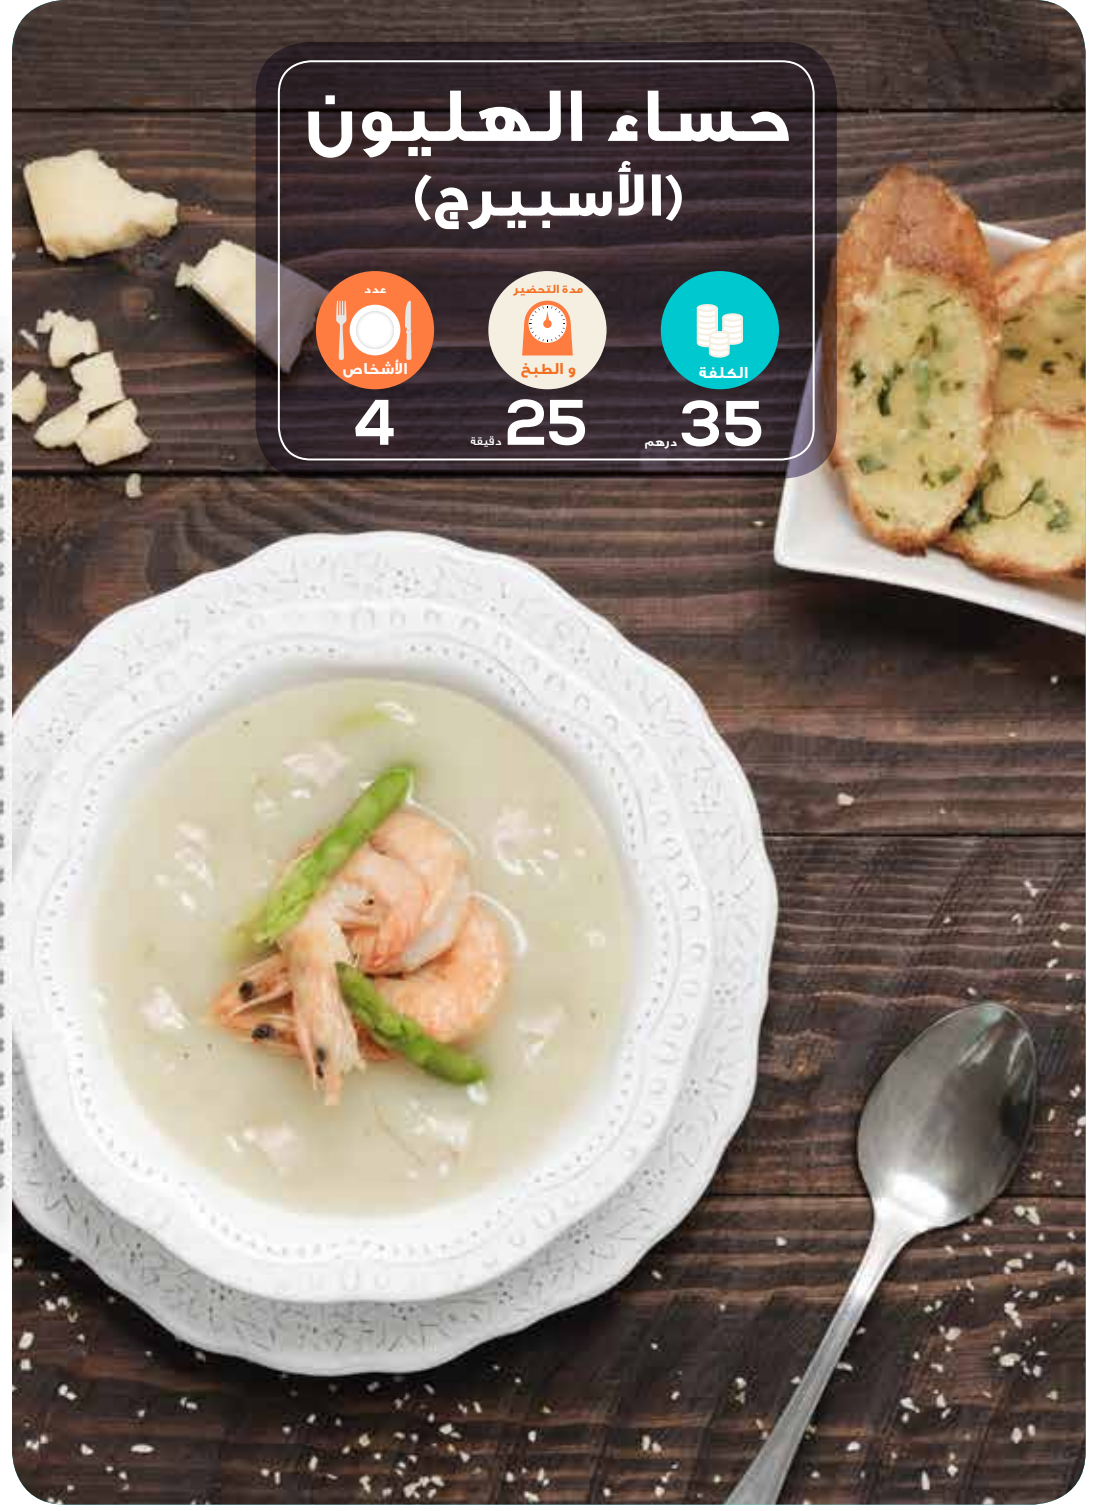 حساء الهليون
(الأسبيرج)
الكلفة
35 درهم
مدة التحضير
و الطبخ
25 دقيقة
عدد
الأشخاص
4